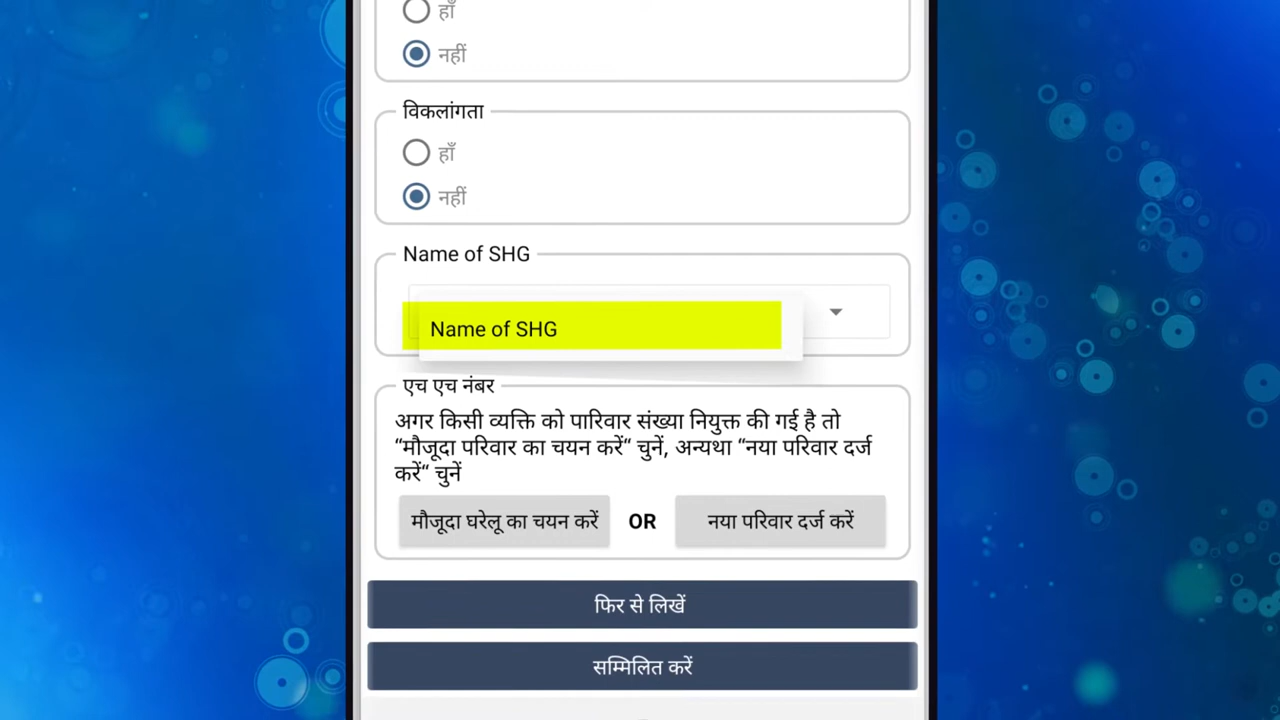 हाँ
नहीं
विकलांगता
हाँ
नहीं
Name of SHG
Name of SHG
एच एच नंबर
अगर किसी व्यक्ति को पारिवार संख्या नियुक्त की गई है तो
“मौजूदा परिवार का चयन करें“ चुनें, अन्यथा “नया परिवार दर्ज
करें“ चुनें
मौजूदा घरेलू का चयन करें OR नया परिवार दर्ज करें
फिर से लिखें
सम्मिलित करें